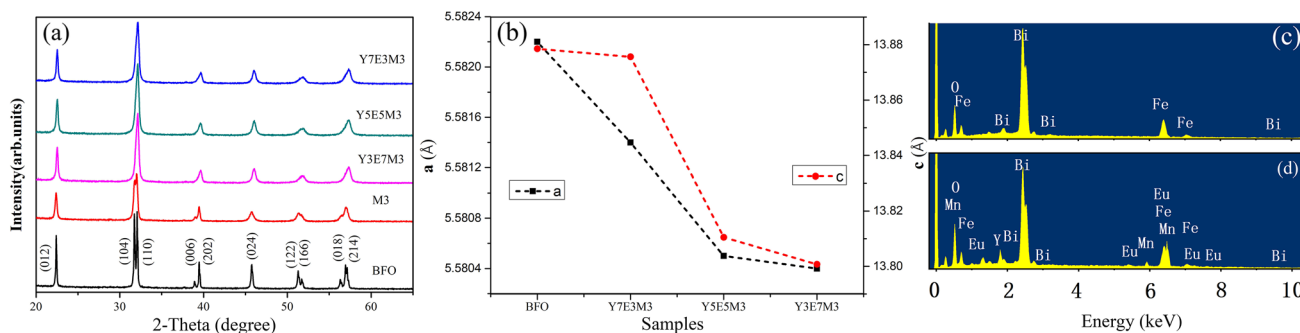 (a)
Y7E3M3
Y5E5M3
Y3E7M3
M3
BFO
(012)
(104)
(110)
(006)
(202)
(024)
(122)
(166)
(018)
(214)
Intensity(arb.units)
20 30 40 50 60
2-Theta (degree)
(b)
5.5824
5.5820
5.5816
5.5812
5.5808
5.5804
a (Å)
a
c
13.88
13.86
13.84
13.82
13.80
c (Å)
BFO Y7E3M3 Y5E5M3 Y3E7M3
Samples
(c)
Bi
O
Fe
Bi
Bi
Fe
Fe
Bi
(d)
Bi
O
Mn
Fe
Eu
Y
Bi
Bi
Eu
Mn
Eu
Fe
Mn
Fe
Eu
Eu
Bi
0 2 4 6 8 10
Energy (keV)